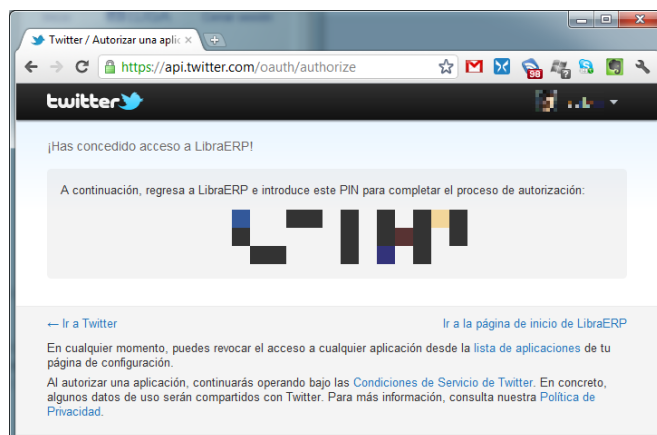 Twitter / Autorizar una aplic
https://api.twitter.com/oauth/authorize
98
?
twitter
¡Has concedido acceso a LibraERP!
A continuación, regresa a LibraERP e introduce este PIN para completar el proceso de autorización:
← Ir a Twitter
Ir a la página de inicio de LibraERP
En cualquier momento, puedes revocar el acceso a cualquier aplicación desde la lista de aplicaciones de tu
página de configuración.
Al autorizar una aplicación, continuarás operando bajo las Condiciones de Servicio de Twitter. En concreto,
algunos datos de uso serán compartidos con Twitter. Para más información, consulta nuestra Política de
Privacidad.